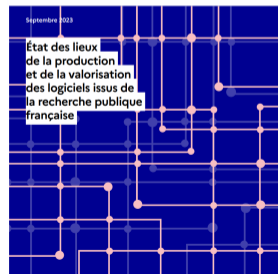 Septembre 2023
État des lieux
de la production
et de la valorisation
des logiciels issus de
la recherche publique
française